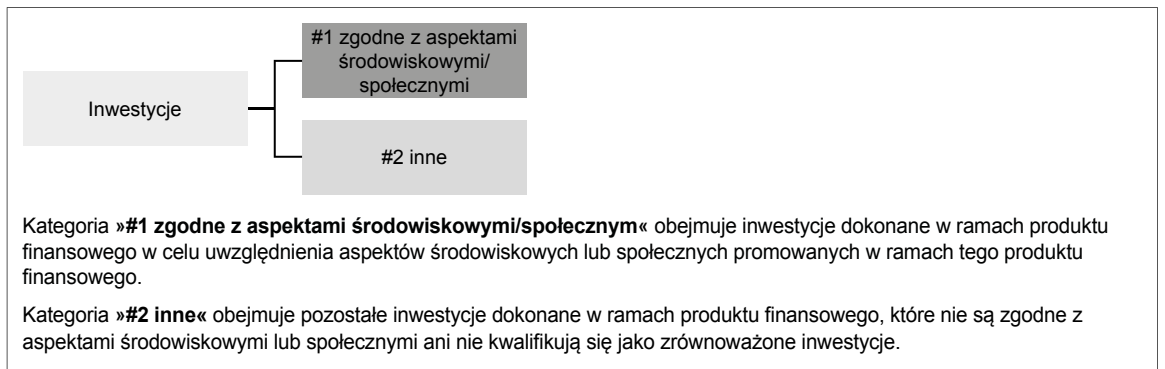 #1 zgodne z aspektami
środowiskowymi/
społecznymi
Inwestycje
#2 inne
Kategoria »#1 zgodne z aspektami środowiskowymi/społecznym« obejmuje inwestycje dokonane w ramach produktu
finansowego w celu uwzględnienia aspektów środowiskowych lub społecznych promowanych w ramach tego produktu
finansowego.
Kategoria »#2 inne« obejmuje pozostałe inwestycje dokonane w ramach produktu finansowego, które nie są zgodne z
aspektami środowiskowymi lub społecznymi ani nie kwalifikują się jako zrównoważone inwestycje.